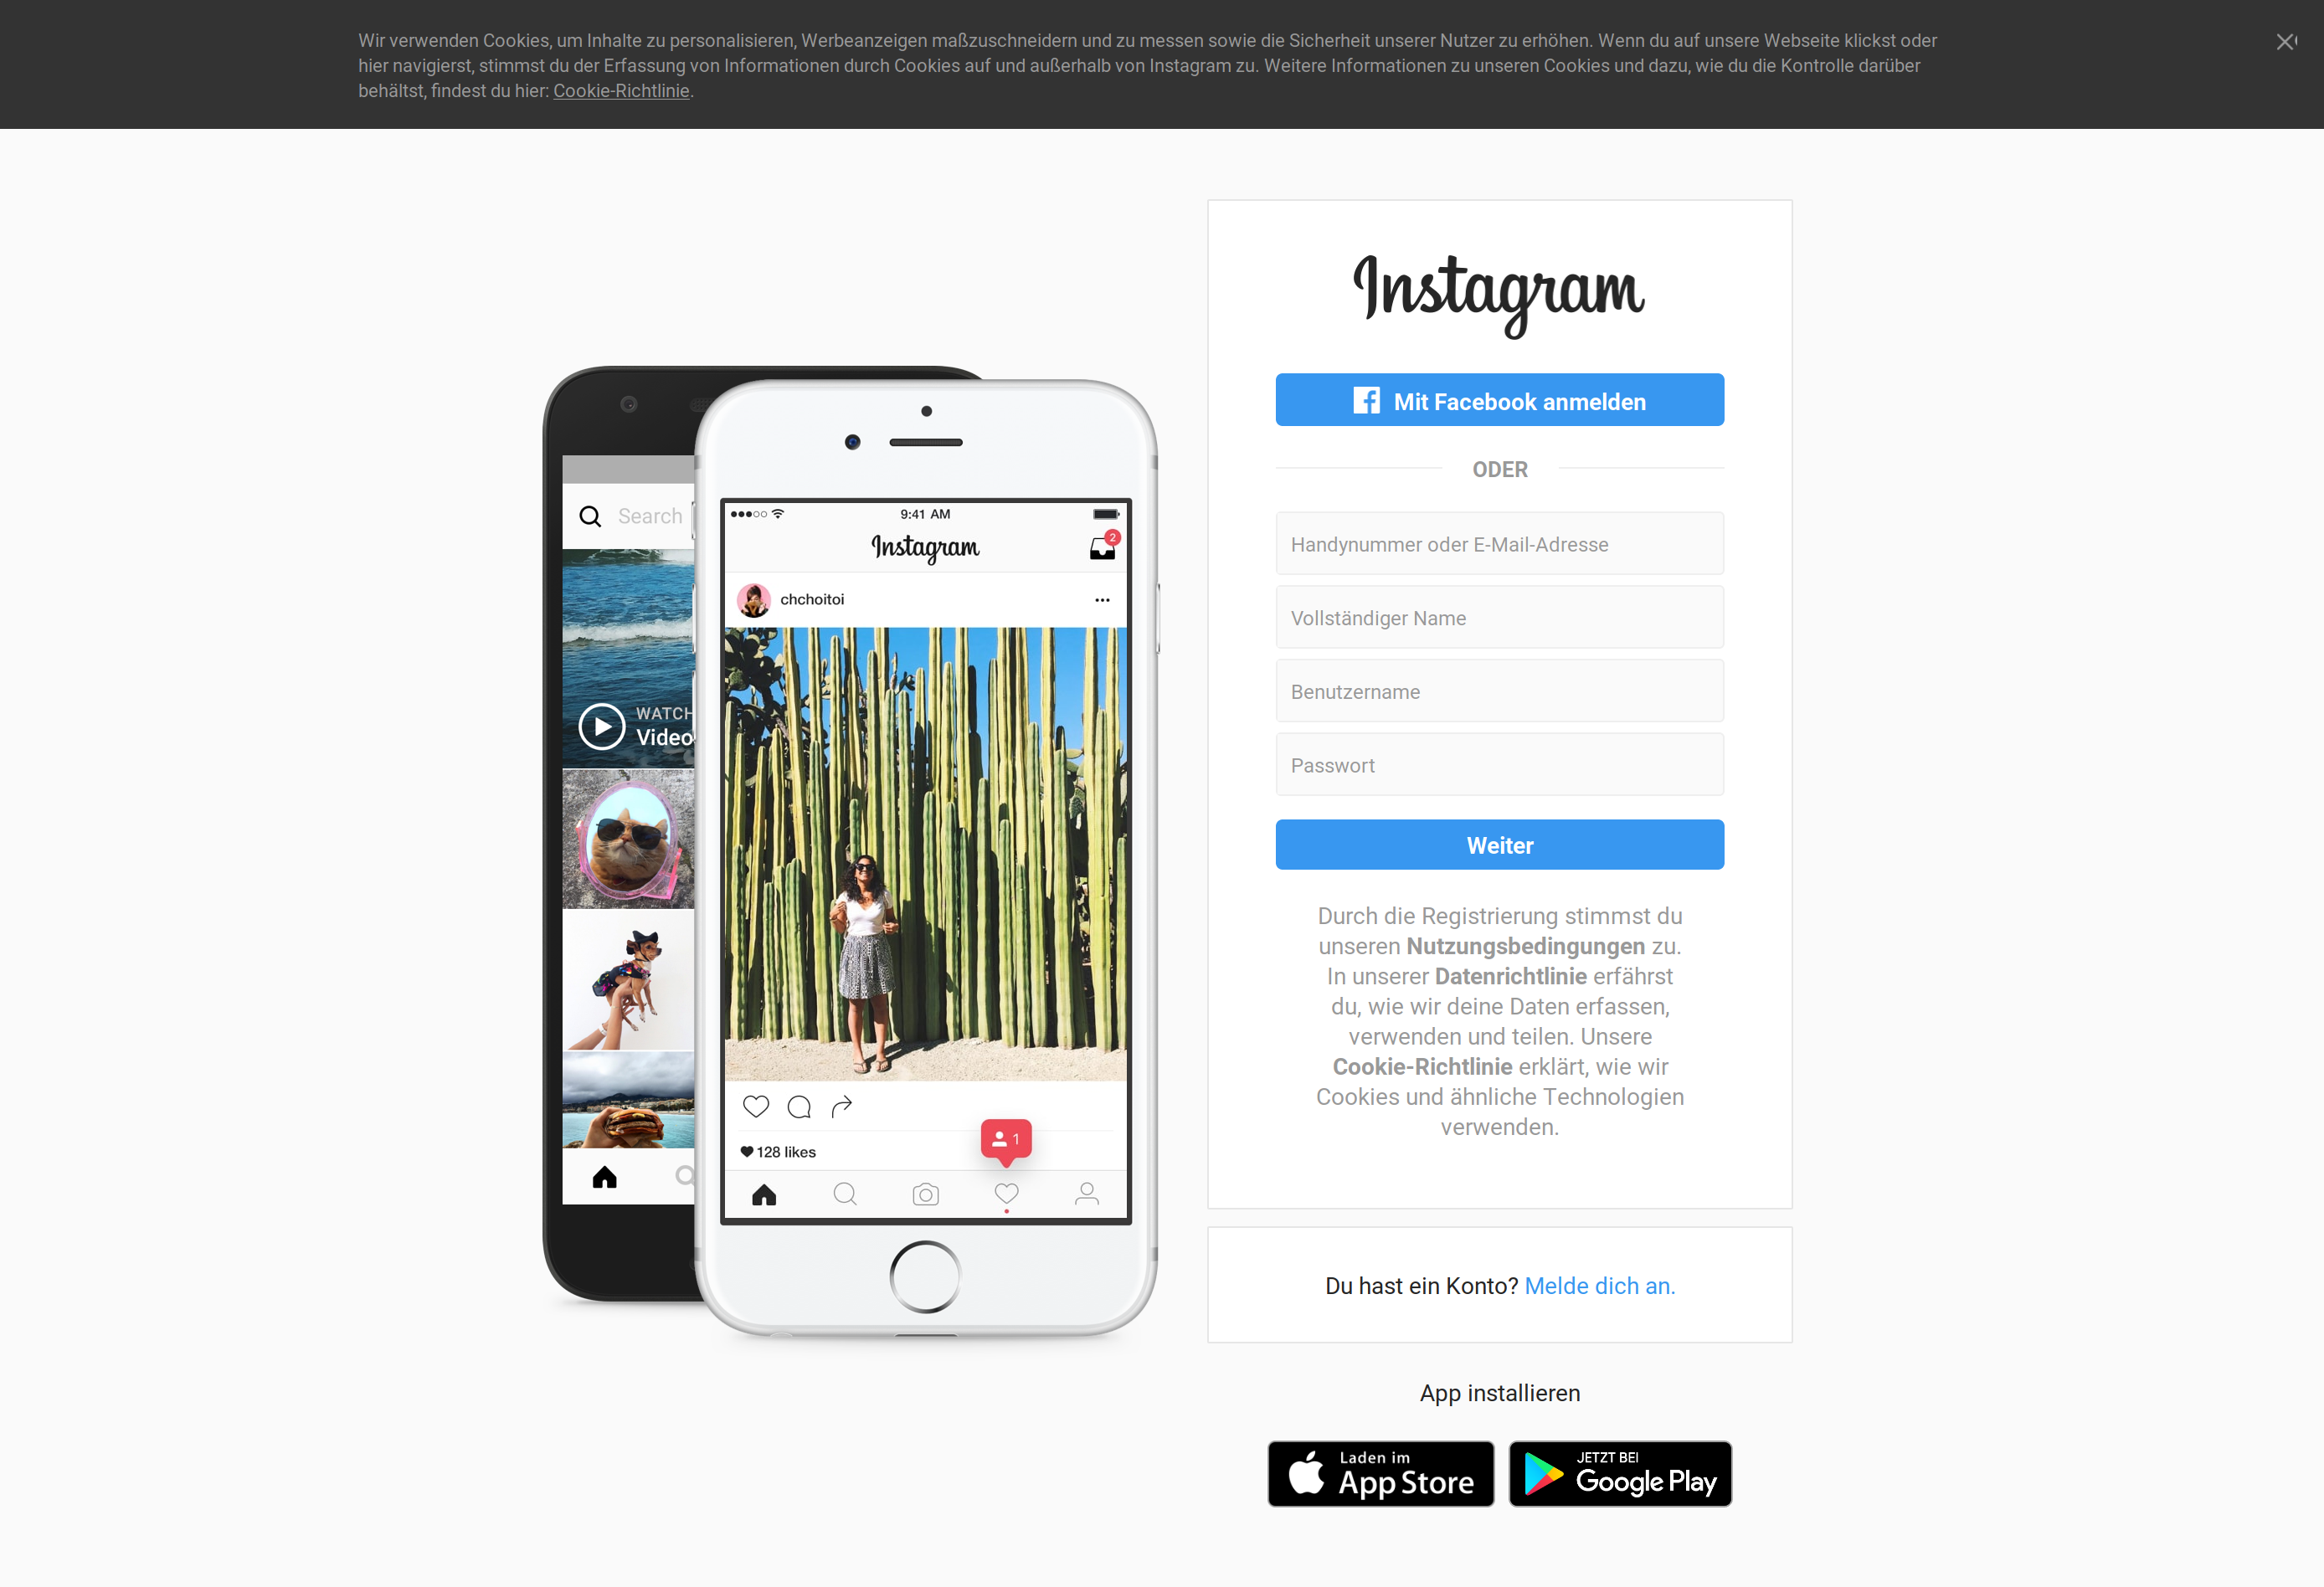 Wir verwenden Cookies, um Inhalte zu personalisieren, Werbeanzeigen maßzuschneidern und zu messen sowie die Sicherheit unserer Nutzer zu erhöhen. Wenn du auf unsere Webseite klickst oder
hier navigierst, stimmst du der Erfassung von Informationen durch Cookies auf und außerhalb von Instagram zu. Weitere Informationen zu unseren Cookies und dazu, wie du die Kontrolle darüber
behältst, findest du hier: Cookie-Richtlinie.
Search
WATCH
Video
9:41 AM
Instagram
2
chchoitoi
1
128 likes
Instagram
Mit Facebook anmelden
ODER
Handynummer oder E-Mail-Adresse
Vollständiger Name
Benutzername
Passwort
Weiter
Durch die Registrierung stimmst du
unseren Nutzungsbedingungen zu.
In unserer Datenrichtlinie erfährst
du, wie wir deine Daten erfassen,
verwenden und teilen. Unsere
Cookie-Richtlinie erklärt, wie wir
Cookies und ähnliche Technologien
verwenden.
Du hast ein Konto? Melde dich an.
App installieren
Laden im
App Store
JETZT BEI
Google Play